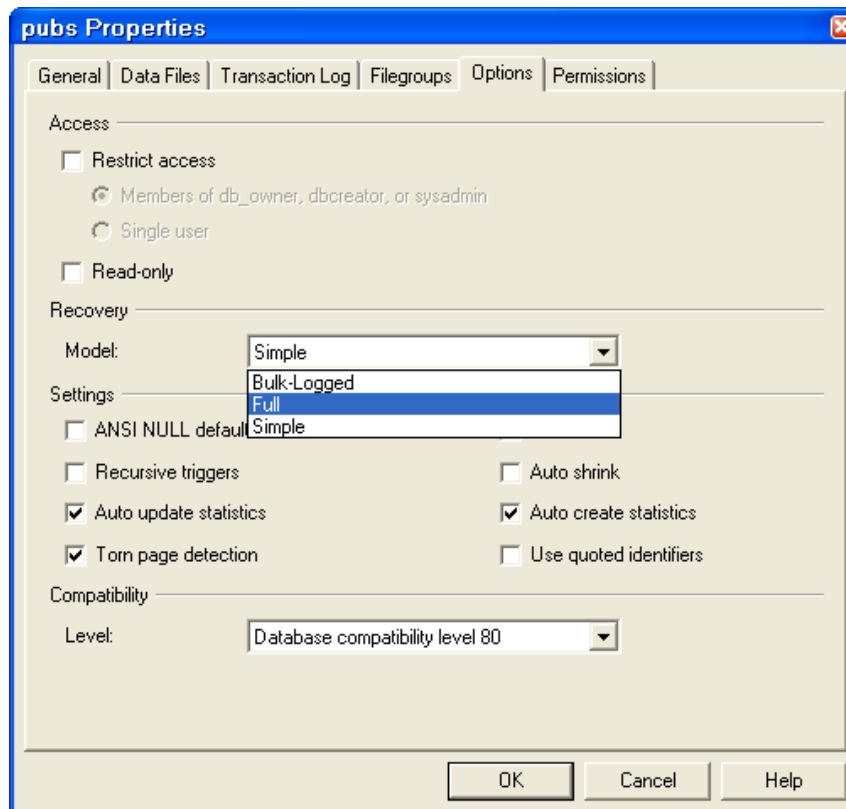 pubs Properties
General Data Files Transaction Log Filegroups Options Permissions
Access
Restrict access
Members of db_owner, dbcreator, or sysadmin
Single user
Read-only
Recovery
Model: Simple
Bulk-Logged
Settings
Full
ANSI NULL default Simple
Recursive triggers Auto shrink
Auto update statistics Auto create statistics
Torn page detection Use quoted identifiers
Compatibility
Level: Database compatibility level 80
OK Cancel Help